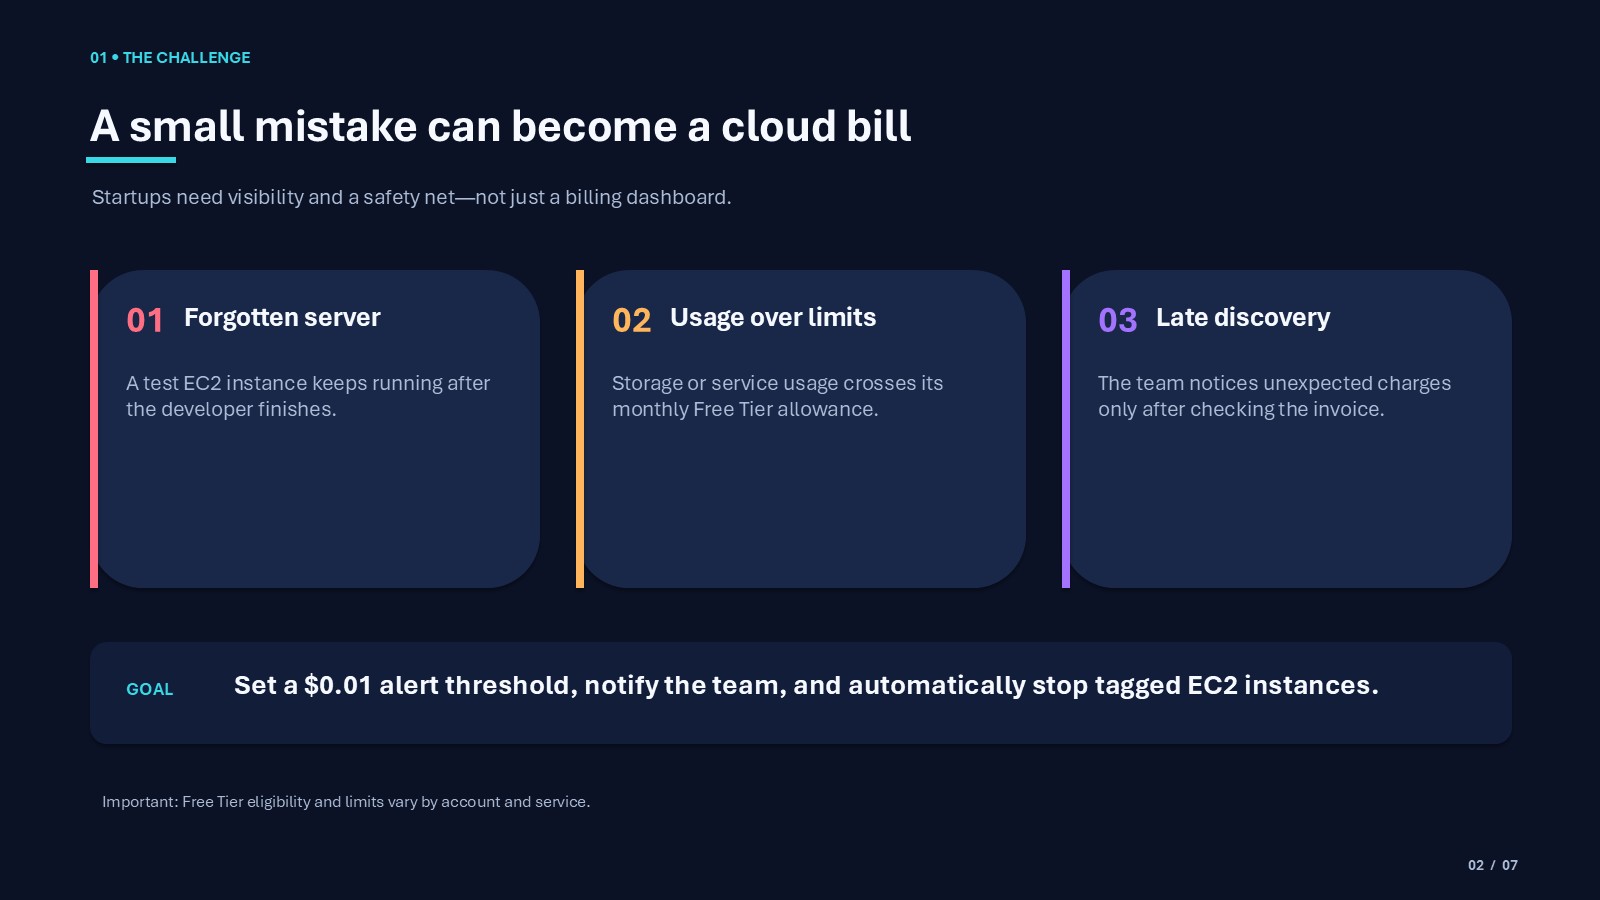 01 • THE CHALLENGE
A small mistake can become a cloud bill
Startups need visibility and a safety net—not just a billing dashboard.
01 Forgotten server
A test EC2 instance keeps running after
the developer finishes.
02 Usage over limits
Storage or service usage crosses its
monthly Free Tier allowance.
03 Late discovery
The team notices unexpected charges
only after checking the invoice.
GOAL Set a $0.01 alert threshold, notify the team, and automatically stop tagged EC2 instances.
Important: Free Tier eligibility and limits vary by account and service.
02 / 07